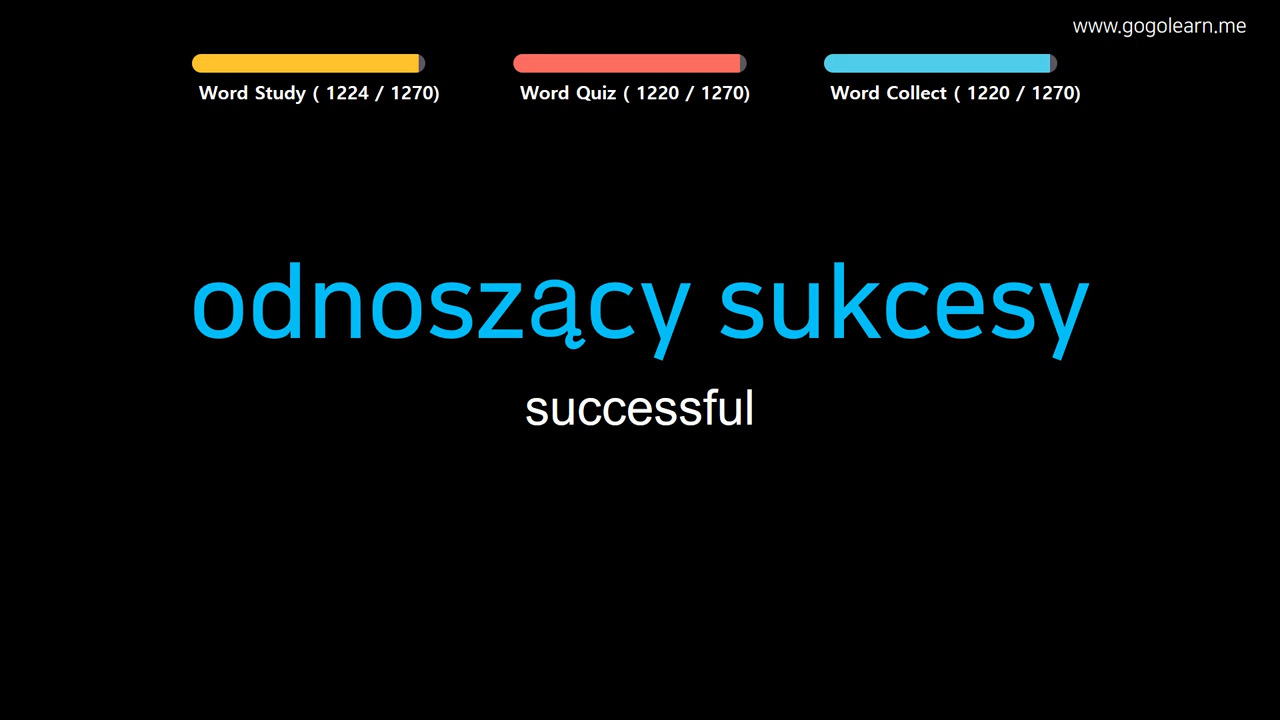 www.gogolearn.me
Word Study ( 1224 / 1270)
Word Quiz ( 1220 / 1270)
Word Collect ( 1220 / 1270)
odnoszący sukcesy
successful